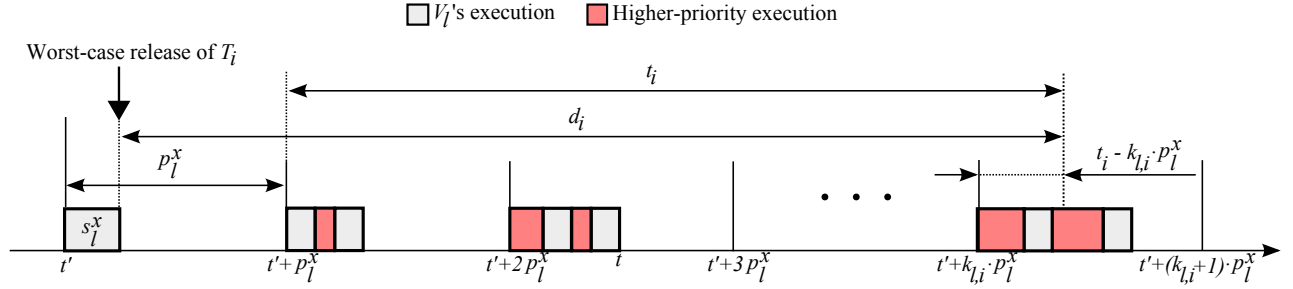 V_l's execution Higher-priority execution
Worst-case release of T_i
t_i
d_i
p_l^x
t_i - k_{l,i}·p_l^x
s_l^x
• • •
t' t'+ p_l^x t'+2 p_l^x t t'+3 p_l^x t'+k_{l,i}·p_l^x t'+(k_{l,i}+1)·p_l^x